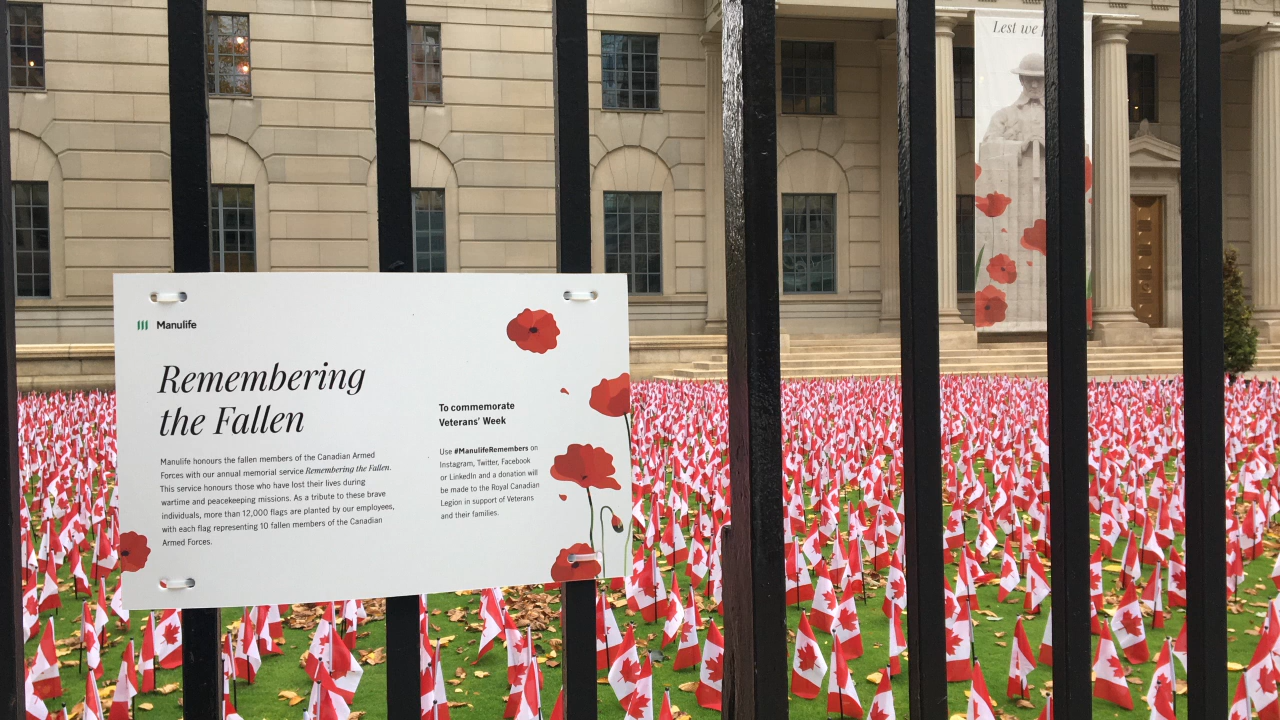 Lest we
Manulife
Remembering
the Fallen
Manulife honours the fallen members of the Canadian Armed
Forces with our annual memorial service Remembering the Fallen.
This service honours those who have lost their lives during
wartime and peacekeeping missions. As a tribute to these brave
individuals, more than 12,000 flags are planted by our employees,
with each flag representing 10 fallen members of the Canadian
Armed Forces.
To commemorate
Veterans' Week
Use #ManulifeRemembers on
Instagram, Twitter, Facebook
or LinkedIn and a donation will
be made to the Royal Canadian
Legion in support of Veterans
and their families.